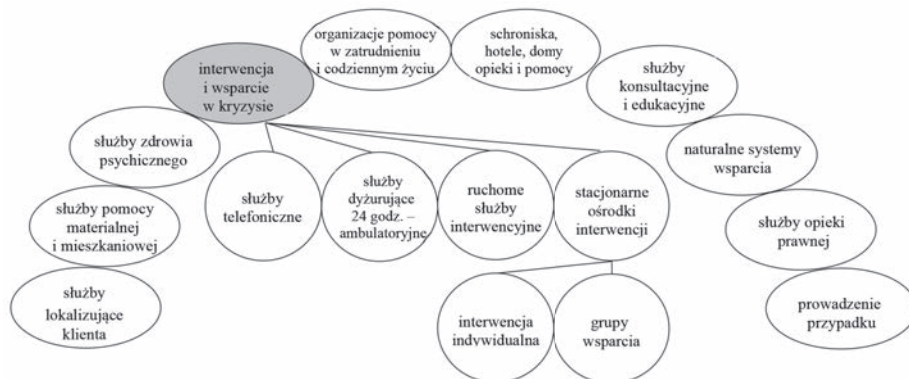 organizacje pomocy
w zatrudnieniu
i codziennym życiu
schroniska,
hotele, domy
opieki i pomocy
interwencja
i wsparcie
w kryzysie
służby
konsultacyjne
i edukacyjne
służby zdrowia
psychicznego
naturalne systemy
wsparcia
służby
telefoniczne
służby
dyżurujące
24 godz. –
ambulatoryjne
ruchome
służby
interwencyjne
stacjonarne
ośrodki
interwencji
służby pomocy
materialnej
i mieszkaniowej
służby opieki
prawnej
służby
lokalizujące
klienta
interwencja
indywidualna
grupy
wsparcia
prowadzenie
przypadku